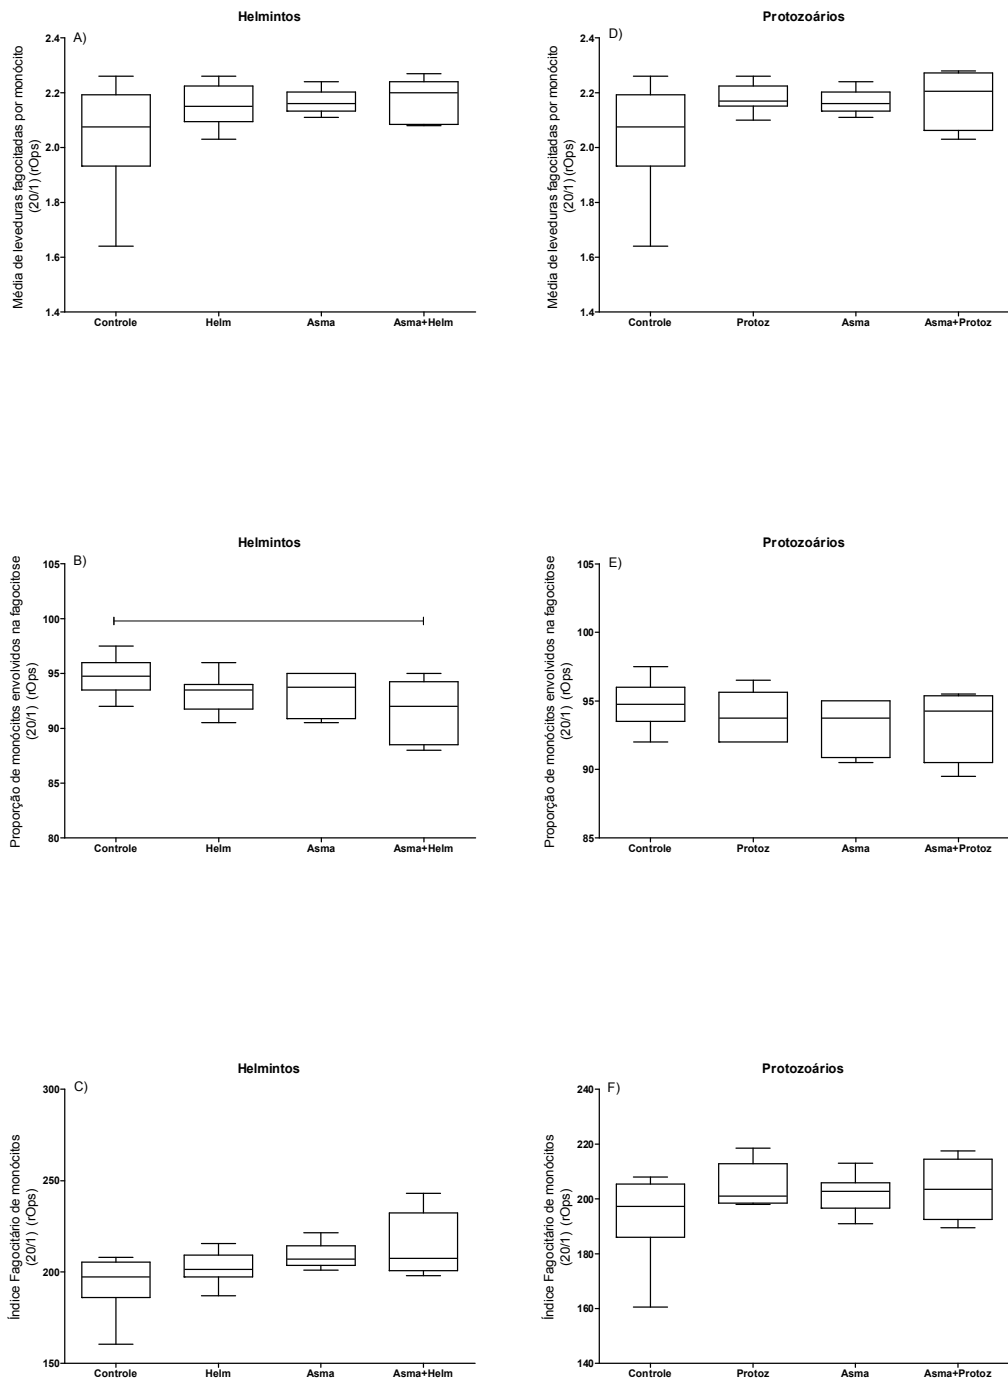 Helmintos
A)
Média de leveduras fagocitadas por monócito
(20/1) (rOps)
2.4
2.2
2.0
1.8
1.6
1.4
Controle Helm Asma Asma+Helm
Protozoários
D)
Média de leveduras fagocitadas por monócito
(20/1) (rOps)
2.4
2.2
2.0
1.8
1.6
1.4
Controle Protoz Asma Asma+Protoz
Helmintos
B)
Proporção de monócitos envolvidos na fagocitose
(20/1) (rOps)
105
100
95
90
85
80
Controle Helm Asma Asma+Helm
Protozoários
E)
Proporção de monócitos envolvidos na fagocitose
(20/1) (rOps)
105
100
95
90
85
Controle Protoz Asma Asma+Protoz
Helmintos
C)
Índice Fagocitário de monócitos
(20/1) (rOps)
300
250
200
150
Controle Helm Asma Asma+Helm
Protozoários
F)
Índice Fagocitário de monócitos
(20/1) (rOps)
240
220
200
180
160
140
Controle Protoz Asma Asma+Protoz